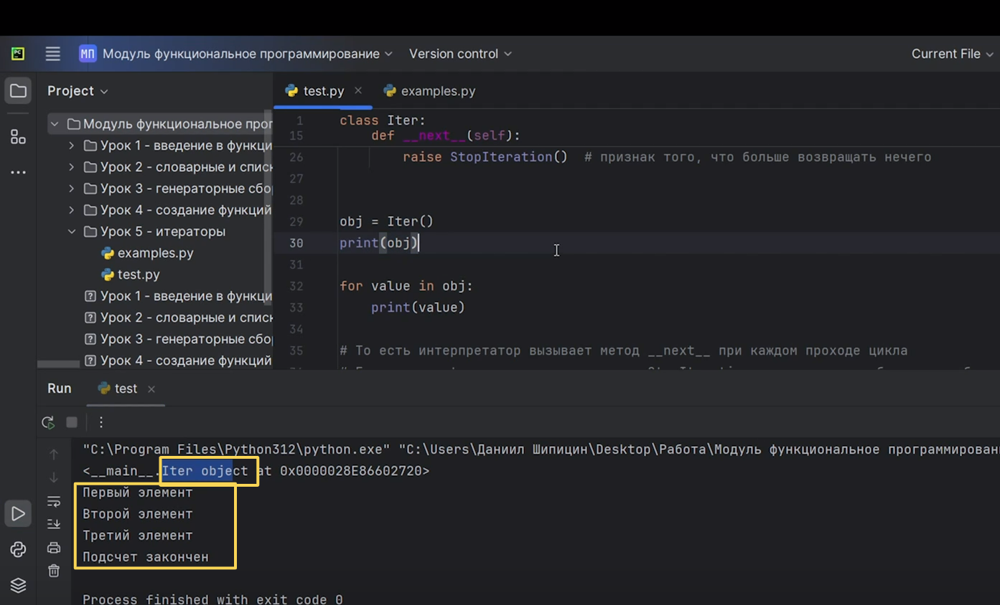 PC
МП Модуль функциональное программирование Version control Current File
Project
test.py examples.py
Модуль функциональное прог
Урок 1 - введение в функци
Урок 2 - словарные и списк
Урок 3 - генераторные сбо
Урок 4 - создание функций
Урок 5 - итераторы
examples.py
test.py
Урок 1 - введение в функци
Урок 2 - словарные и списк
Урок 3 - генераторные сбо
Урок 4 - создание функций
1 class Iter:
15 def __next__(self):
26 raise StopIteration() # признак того, что больше возвращать нечего
27
28
29 obj = Iter()
30 print(obj)
31
32 for value in obj:
33 print(value)
34
35 # То есть интерпретатор вызывает метод __next__ при каждом проходе цикла
Run test
"C:\Program Files\Python312\python.exe" "C:\Users\Даниил Шипицин\Desktop\Работа\Модуль функциональное программирован
<__main__.Iter object at 0x0000028E86602720>
Первый элемент
Второй элемент
Третий элемент
Подсчет закончен
Process finished with exit code 0